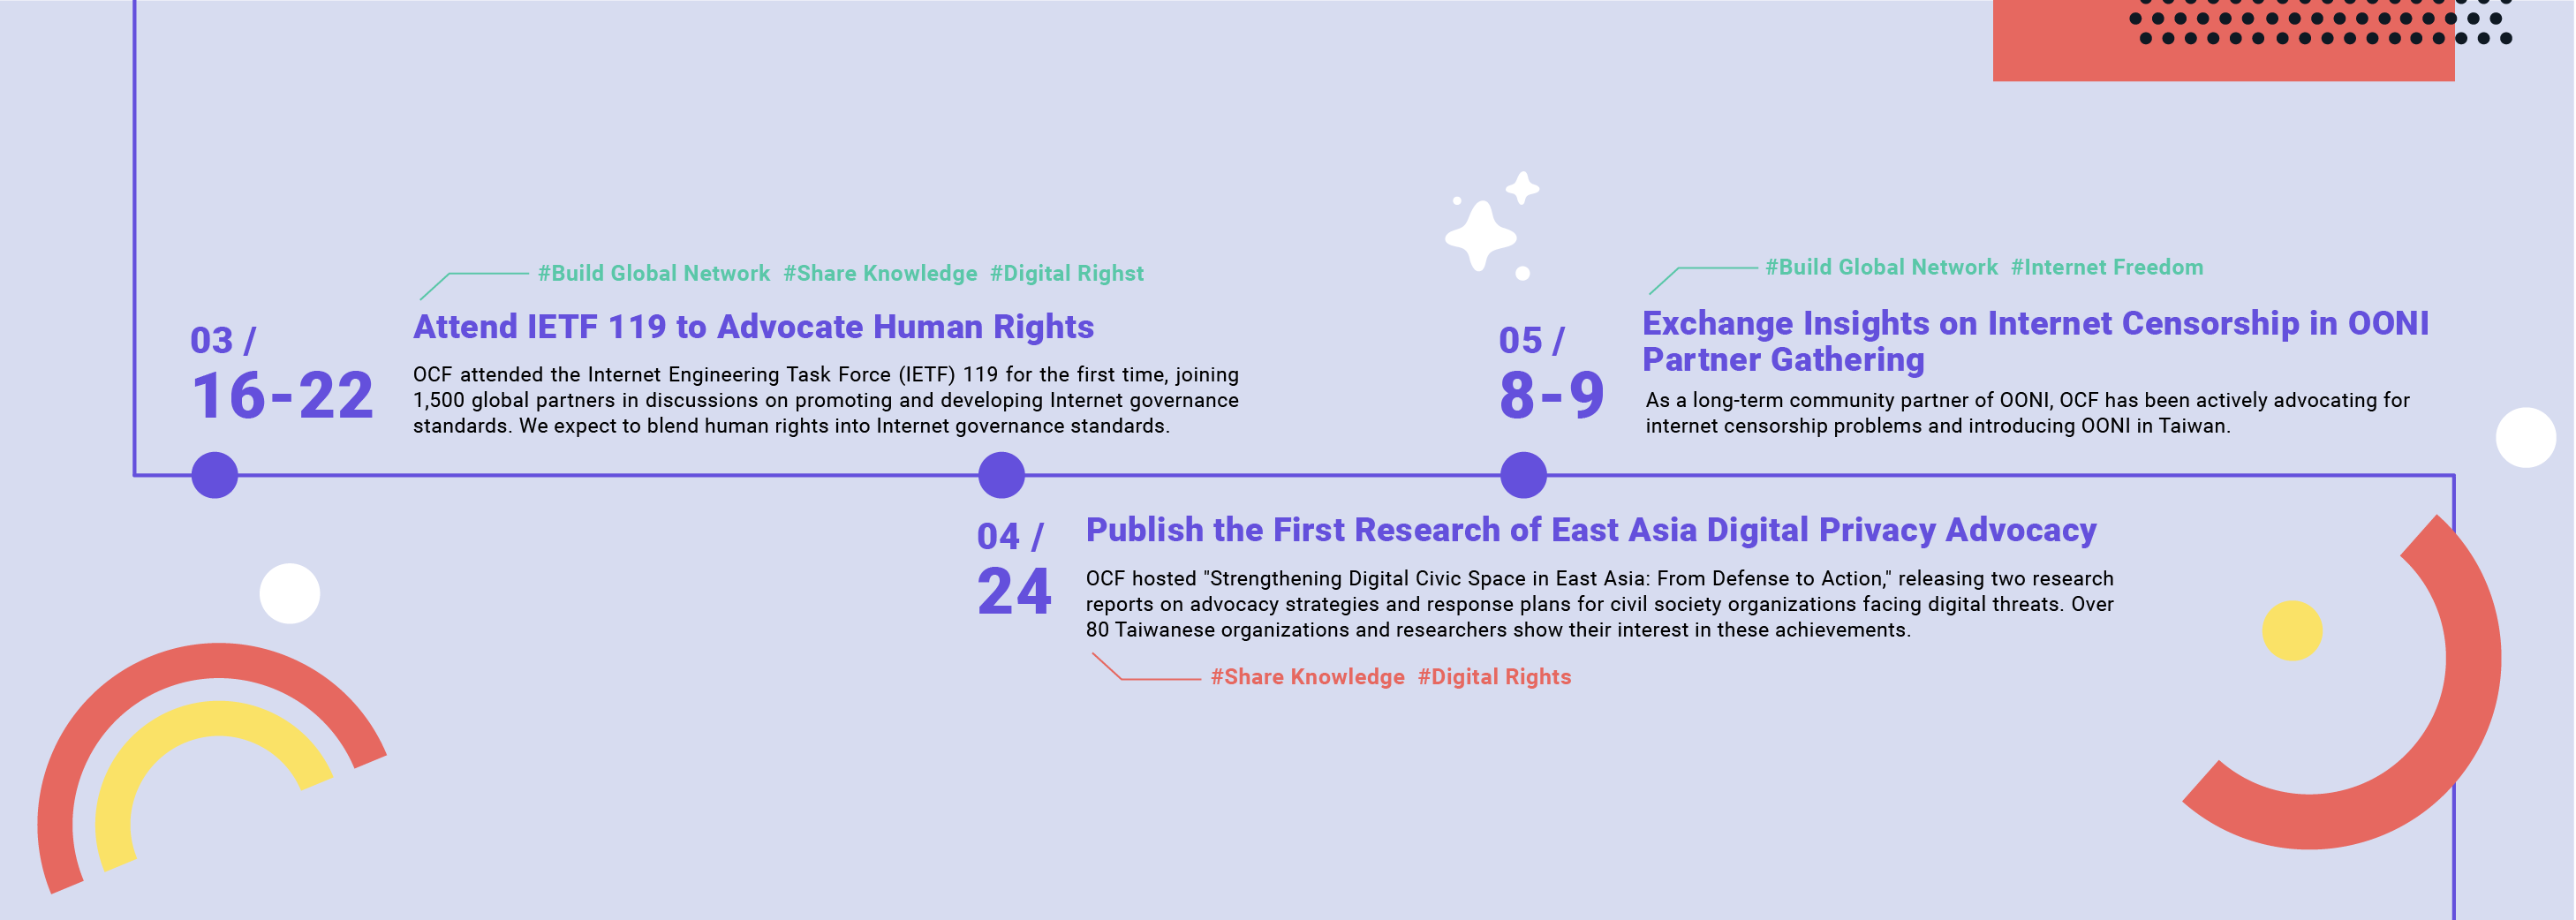 #Build Global Network #Share Knowledge #Digital Righst
03 /
16-22
Attend IETF 119 to Advocate Human Rights
OCF attended the Internet Engineering Task Force (IETF) 119 for the first time, joining
1,500 global partners in discussions on promoting and developing Internet governance
standards. We expect to blend human rights into Internet governance standards.
04 /
24
Publish the First Research of East Asia Digital Privacy Advocacy
OCF hosted "Strengthening Digital Civic Space in East Asia: From Defense to Action," releasing two research
reports on advocacy strategies and response plans for civil society organizations facing digital threats. Over
80 Taiwanese organizations and researchers show their interest in these achievements.
#Share Knowledge #Digital Rights
#Build Global Network #Internet Freedom
05 /
8-9
Exchange Insights on Internet Censorship in OONI
Partner Gathering
As a long-term community partner of OONI, OCF has been actively advocating for
internet censorship problems and introducing OONI in Taiwan.